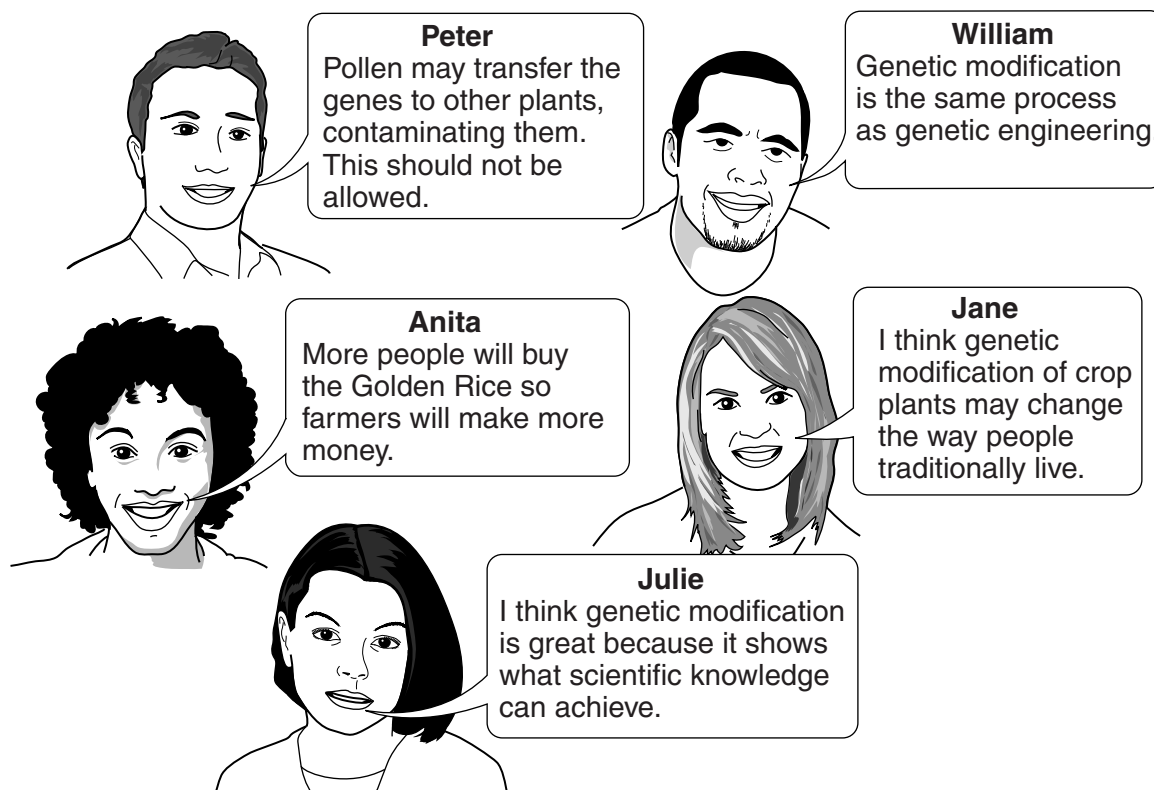 Peter
Pollen may transfer the
genes to other plants,
contaminating them.
This should not be
allowed.
William
Genetic modification
is the same process
as genetic engineering
Anita
More people will buy
the Golden Rice so
farmers will make more
money.
Jane
I think genetic
modification of crop
plants may change
the way people
traditionally live.
Julie
I think genetic modification
is great because it shows
what scientific knowledge
can achieve.